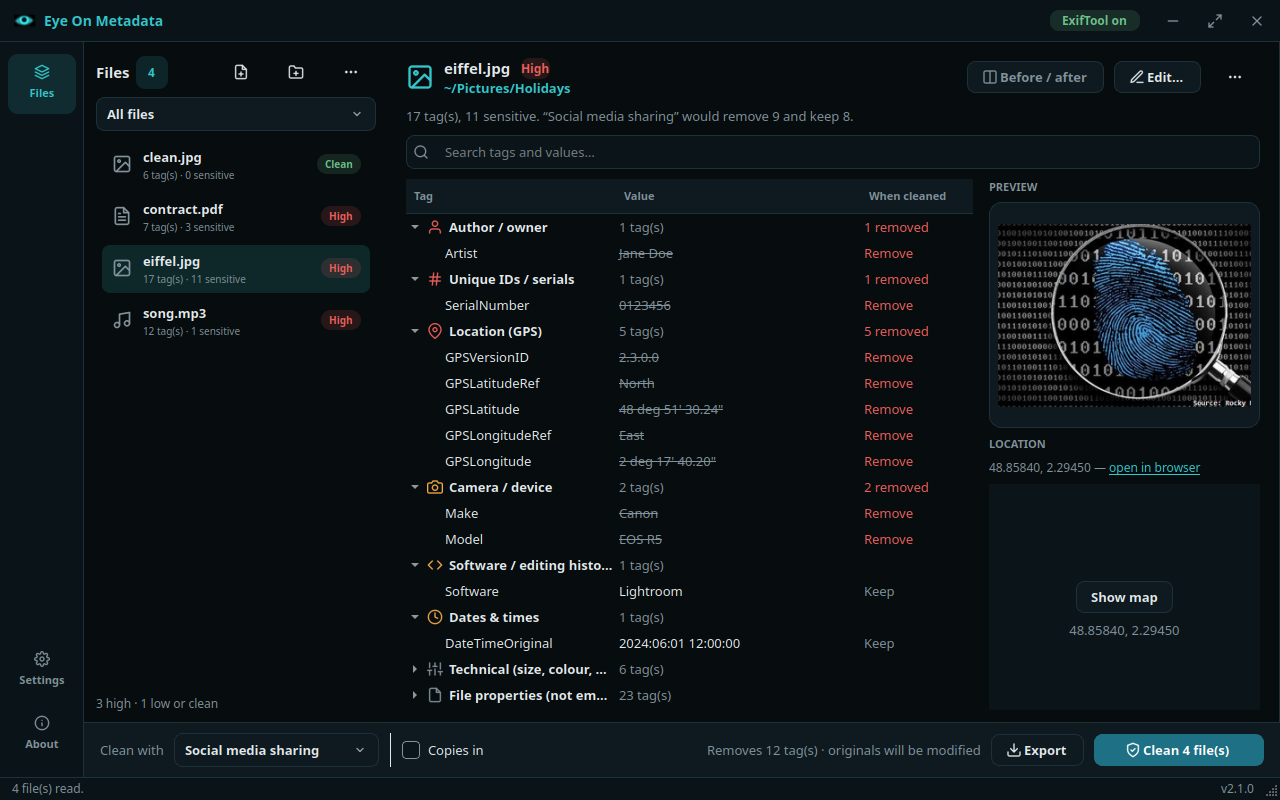 Eye On Metadata
ExifTool on
Files
Files 4
All files
clean.jpg
6 tag(s) · 0 sensitive
Clean
contract.pdf
7 tag(s) · 3 sensitive
High
eiffel.jpg
17 tag(s) · 11 sensitive
High
song.mp3
12 tag(s) · 1 sensitive
High
3 high · 1 low or clean
Settings
About
eiffel.jpg High
~/Pictures/Holidays
Before / after
Edit...
17 tag(s), 11 sensitive. “Social media sharing” would remove 9 and keep 8.
Search tags and values...
Tag Value When cleaned
Author / owner 1 tag(s) 1 removed
Artist Jane Doe Remove
Unique IDs / serials 1 tag(s) 1 removed
SerialNumber 0123456 Remove
Location (GPS) 5 tag(s) 5 removed
GPSVersionID 2.3.0.0 Remove
GPSLatitudeRef North Remove
GPSLatitude 48 deg 51' 30.24" Remove
GPSLongitudeRef East Remove
GPSLongitude 2 deg 17' 40.20" Remove
Camera / device 2 tag(s) 2 removed
Make Canon Remove
Model EOS R5 Remove
Software / editing histo... 1 tag(s)
Software Lightroom Keep
Dates & times 1 tag(s)
DateTimeOriginal 2024:06:01 12:00:00 Keep
Technical (size, colour, ... 6 tag(s)
File properties (not em... 23 tag(s)
PREVIEW
Source: Rocky
LOCATION
48.85840, 2.29450 — open in browser
Show map
48.85840, 2.29450
Clean with Social media sharing Copies in
Removes 12 tag(s) · originals will be modified
Export
Clean 4 file(s)
4 file(s) read.
v2.1.0